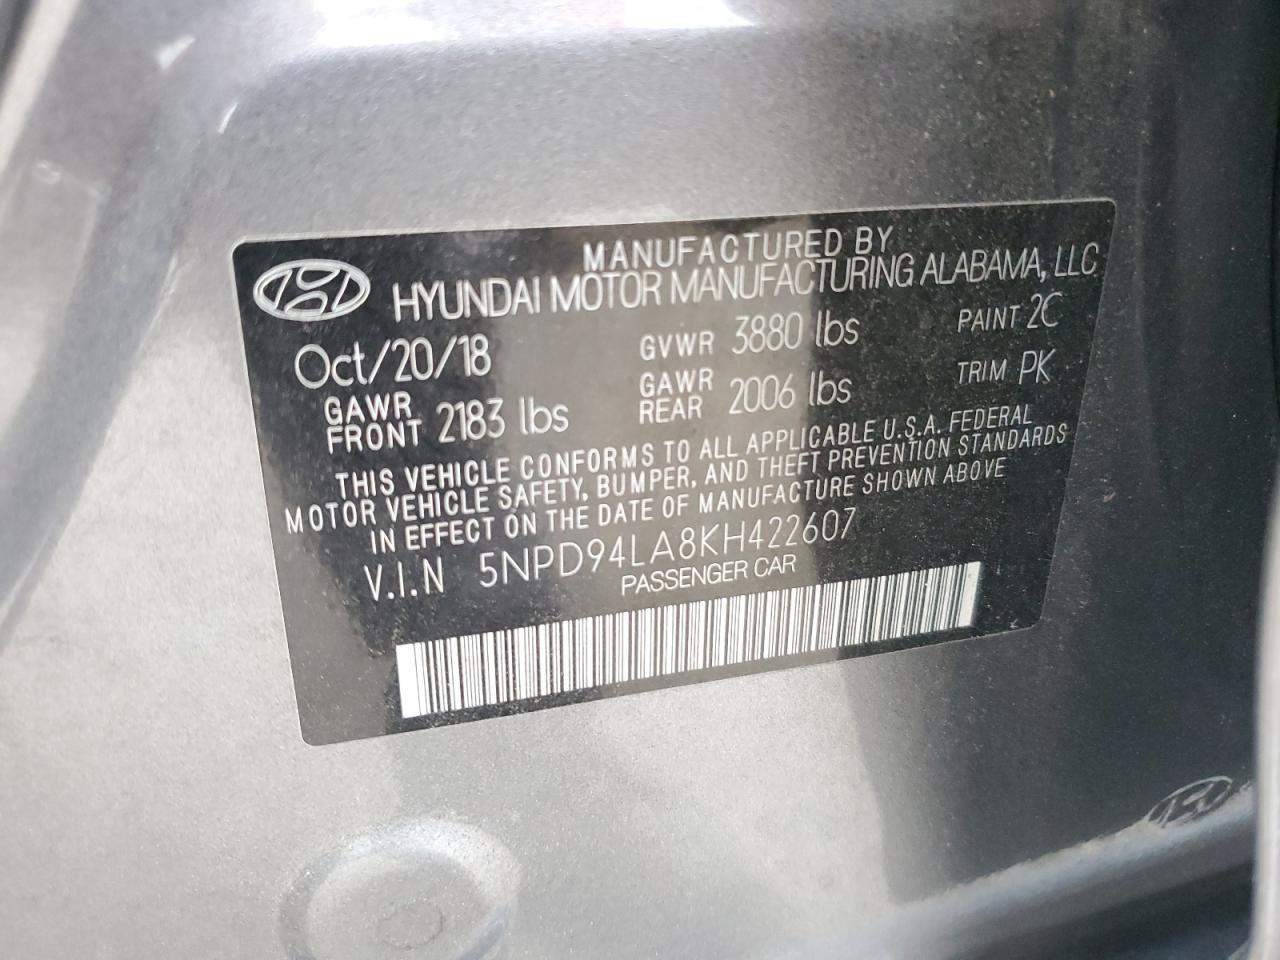 MANUFACTURED BY
HYUNDAI MOTOR MANUFACTURING ALABAMA, LLC
Oct/20/18 GVWR 3880 lbs PAINT 2C
GAWR FRONT 2183 lbs GAWR REAR 2006 lbs TRIM PK
THIS VEHICLE CONFORMS TO ALL APPLICABLE U.S.A. FEDERAL
MOTOR VEHICLE SAFETY, BUMPER, AND THEFT PREVENTION STANDARDS
IN EFFECT ON THE DATE OF MANUFACTURE SHOWN ABOVE
V.I.N 5NPD94LA8KH422607
PASSENGER CAR